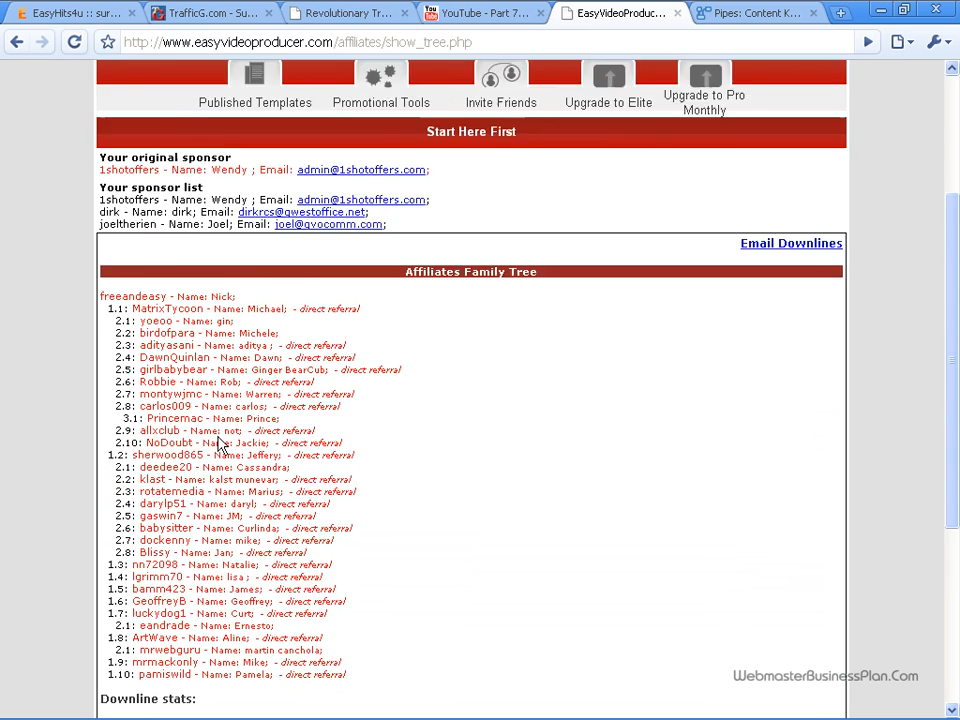 EasyHits4u :: sur...
TrafficG.com - Su...
Revolutionary Tr...
YouTube - Part 7...
EasyVideoProduc...
Pipes: Content K...
http://www.easyvideoproducer.com/affiliates/show_tree.php
Published Templates
Promotional Tools
Invite Friends
Upgrade to Elite
Upgrade to Pro
Monthly
Start Here First
Your original sponsor
1shotoffers - Name: Wendy ; Email: admin@1shotoffers.com;
Your sponsor list
1shotoffers - Name: Wendy ; Email: admin@1shotoffers.com;
dirk - Name: dirk; Email: dirkrcs@qwestoffice.net;
joeltherien - Name: Joel; Email: joel@gvocomm.com;
Email Downlines
Affiliates Family Tree
freeandeasy - Name: Nick;
1.1: MatrixTycoon - Name: Michael; - direct referral
2.1: yoeoo - Name: gin;
2.2: birdofpara - Name: Michele;
2.3: adityasani - Name: aditya ; - direct referral
2.4: DawnQuinlan - Name: Dawn; - direct referral
2.5: girlbabybear - Name: Ginger BearCub; - direct referral
2.6: Robbie - Name: Rob; - direct referral
2.7: montywjmc - Name: Warren; - direct referral
2.8: carlos009 - Name: carlos; - direct referral
3.1: Princemac - Name: Prince;
2.9: allxclub - Name: not; - direct referral
2.10: NoDoubt - Name: Jackie; - direct referral
1.2: sherwood865 - Name: Jeffery; - direct referral
2.1: deedee20 - Name: Cassandra;
2.2: klast - Name: kalst munevar; - direct referral
2.3: rotatemedia - Name: Marius; - direct referral
2.4: darylp51 - Name: daryl; - direct referral
2.5: gaswin7 - Name: JM; - direct referral
2.6: babysitter - Name: Curlinda; - direct referral
2.7: dockenny - Name: mike; - direct referral
2.8: Blissy - Name: Jan; - direct referral
1.3: nn72098 - Name: Natalie; - direct referral
1.4: lgrimm70 - Name: lisa ; - direct referral
1.5: bamm423 - Name: James; - direct referral
1.6: GeoffreyB - Name: Geoffrey; - direct referral
1.7: luckydog1 - Name: Curt; - direct referral
2.1: eandrade - Name: Ernesto;
1.8: ArtWave - Name: Aline; - direct referral
2.1: mrwebguru - Name: martin canchola;
1.9: mrmackonly - Name: Mike; - direct referral
1.10: pamiswild - Name: Pamela; - direct referral
WebmasterBusinessPlan.Com
Downline stats: